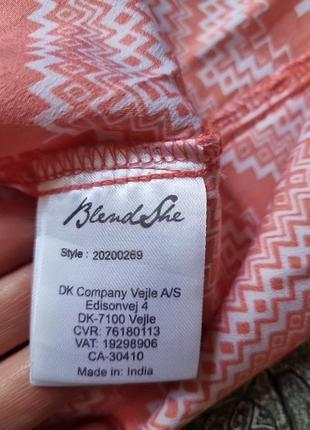 BlendShe
Style : 20200269
DK Company Vejle A/S
Edisonvej 4
DK-7100 Vejle
CVR: 76180113
VAT: 19298906
CA-30410
Made in: India